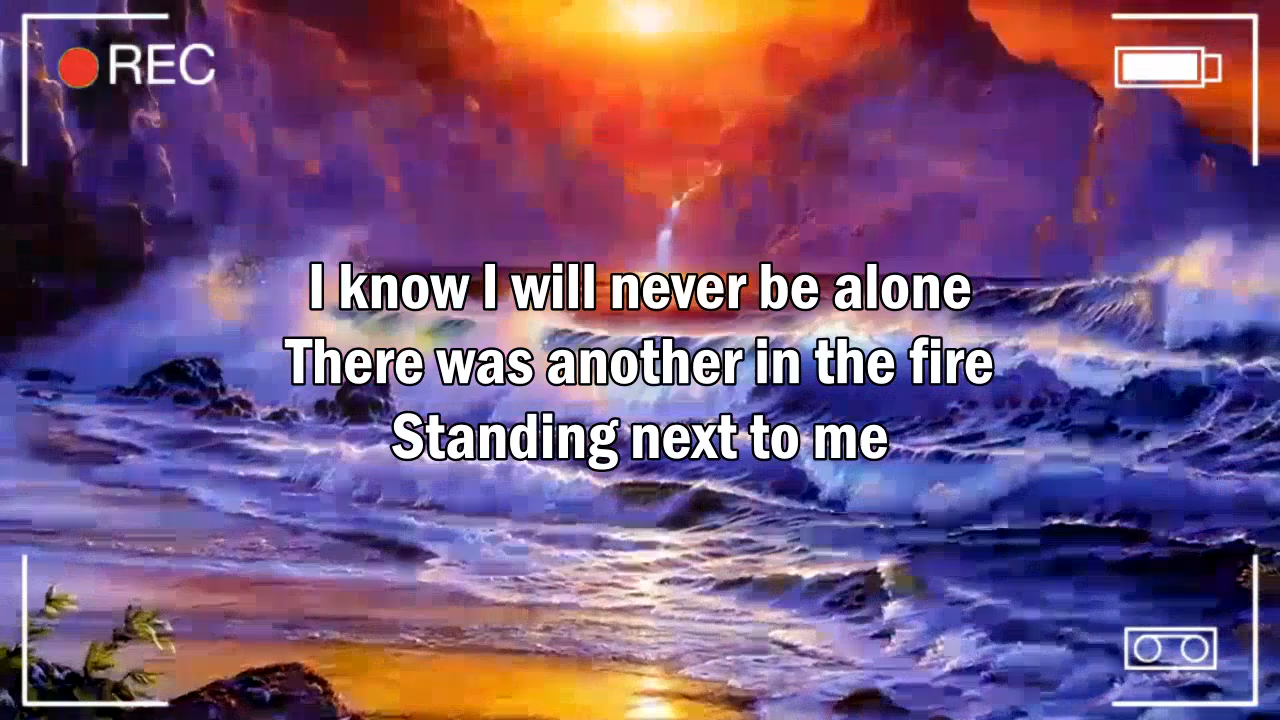 REC
I know I will never be alone
There was another in the fire
Standing next to me